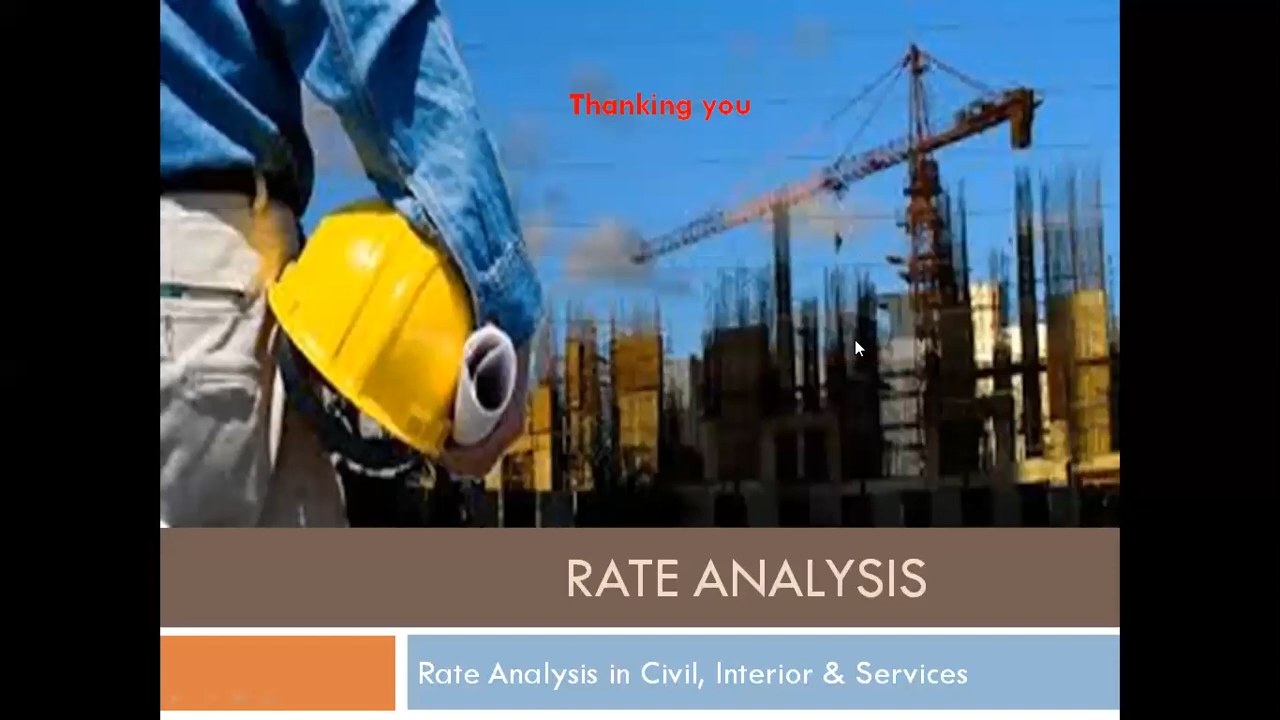 Thanking you
RATE ANALYSIS
Rate Analysis in Civil, Interior & Services